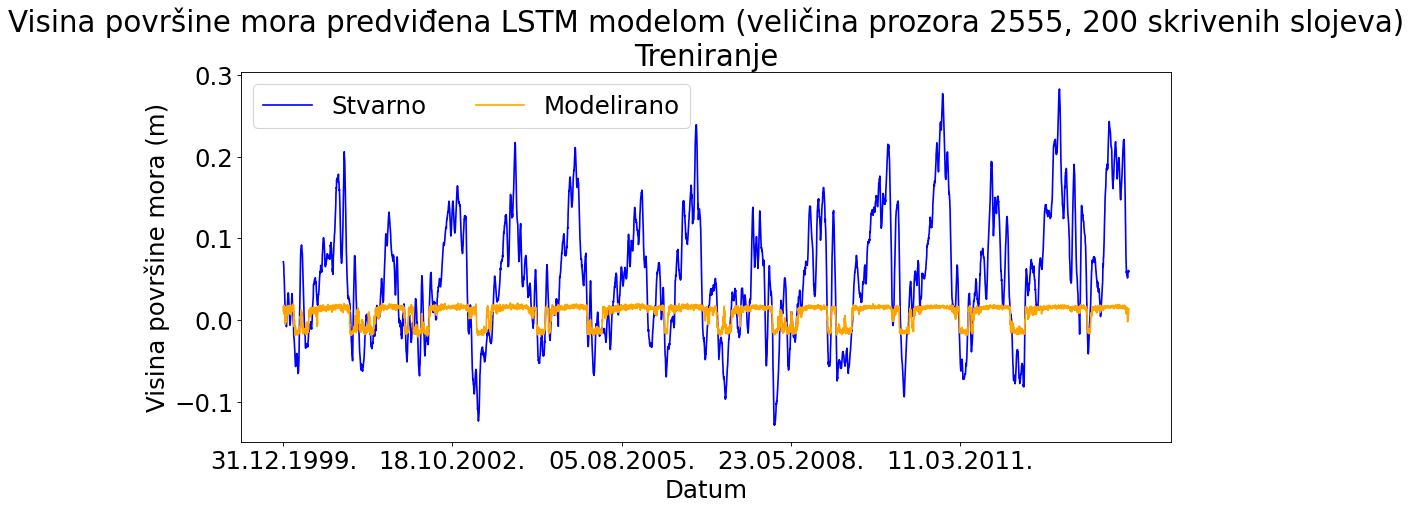 Visina površine mora predviđena LSTM modelom (veličina prozora 2555, 200 skrivenih slojeva)
Treniranje
Stvarno
Modelirano
Visina površine mora (m)
0.3
0.2
0.1
0.0
−0.1
31.12.1999.
18.10.2002.
05.08.2005.
23.05.2008.
11.03.2011.
Datum